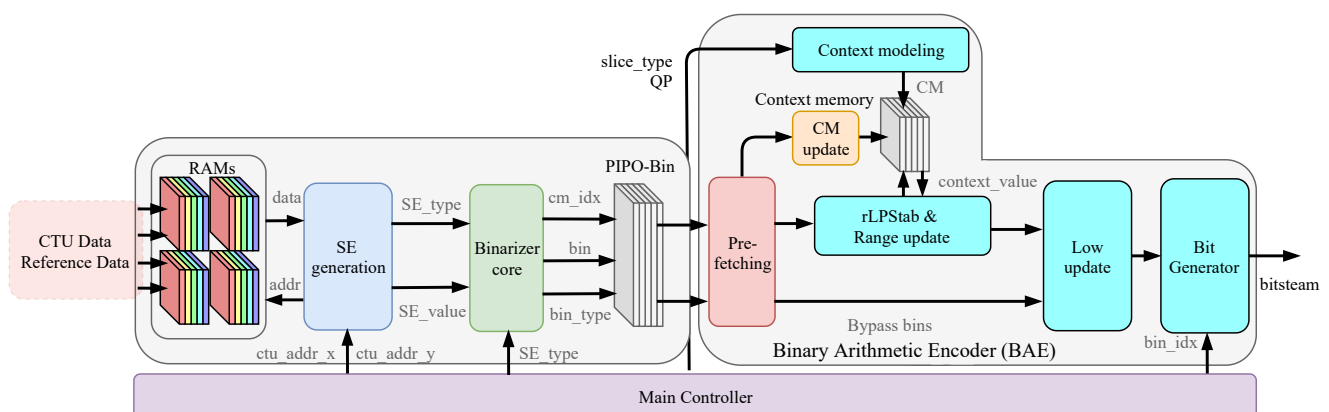 slice_type
QP
Context modeling
CM
Context memory
CM
update
PIPO-Bin
RAMs
data
addr
CTU Data
Reference Data
SE
generation
SE_type
SE_value
Binarizer
core
cm_idx
bin
bin_type
Pre-
fetching
context_value
rLPStab &
Range update
Low
update
Bit
Generator
bitsteam
Bypass bins
Binary Arithmetic Encoder (BAE)
ctu_addr_x
ctu_addr_y
SE_type
bin_idx
Main Controller